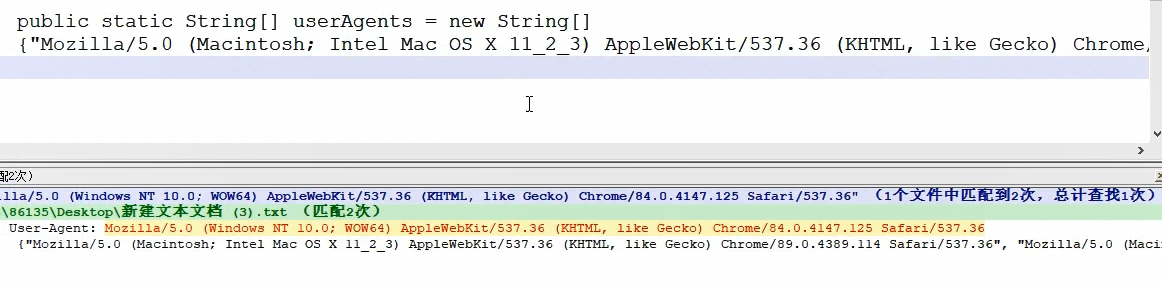 public static String[] userAgents = new String[]
{"Mozilla/5.0 (Macintosh; Intel Mac OS X 11_2_3) AppleWebKit/537.36 (KHTML, like Gecko) Chrome/
配2次)
illa/5.0 (Windows NT 10.0; WOW64) AppleWebKit/537.36 (KHTML, like Gecko) Chrome/84.0.4147.125 Safari/537.36" (1个文件中匹配到2次，总计查找1次)
\86135\Desktop\新建文本文档 (3).txt (匹配2次)
User-Agent: Mozilla/5.0 (Windows NT 10.0; WOW64) AppleWebKit/537.36 (KHTML, like Gecko) Chrome/84.0.4147.125 Safari/537.36
{"Mozilla/5.0 (Macintosh; Intel Mac OS X 11_2_3) AppleWebKit/537.36 (KHTML, like Gecko) Chrome/89.0.4389.114 Safari/537.36", "Mozilla/5.0 (Maci